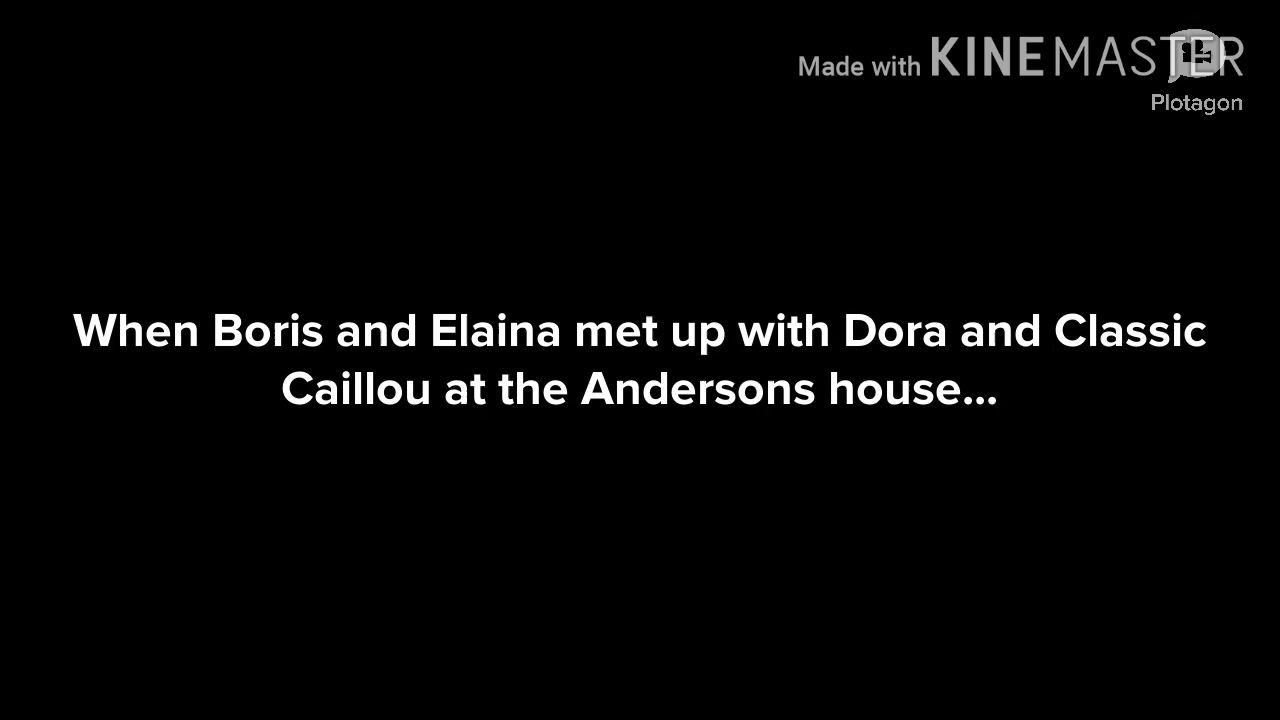 Made with KINEMASTER
Plotagon
When Boris and Elaina met up with Dora and Classic
Caillou at the Andersons house...